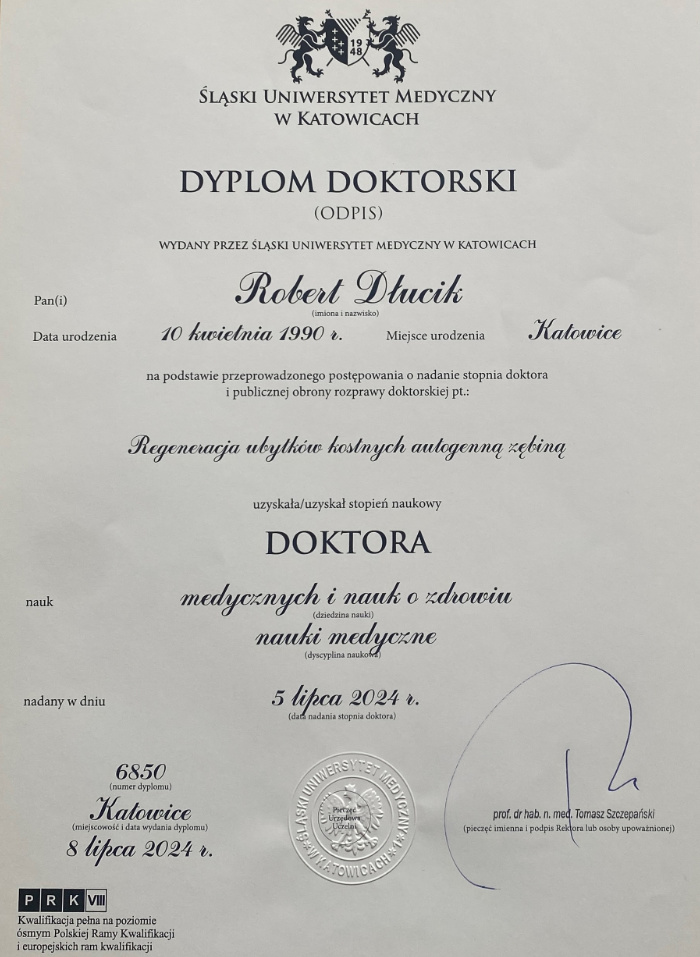 19
48
Śląski Uniwersytet Medyczny
w Katowicach
DYPLOM DOKTORSKI
(ODPIS)
WYDANY PRZEZ ŚLĄSKI UNIWERSYTET MEDYCZNY W KATOWICACH
Pan(i) Robert Dłucik
(imiona i nazwisko)
Data urodzenia 10 kwietnia 1990 r. Miejsce urodzenia Katowice
na podstawie przeprowadzonego postępowania o nadanie stopnia doktora
i publicznej obrony rozprawy doktorskiej pt.:
Regeneracja ubytków kostnych autogenną zębiną
uzyskała/uzyskał stopień naukowy
DOKTORA
nauk medycznych i nauk o zdrowiu
(dziedzina nauki)
nauki medyczne
(dyscyplina naukowa)
nadany w dniu 5 lipca 2024 r.
(data nadania stopnia doktora)
6850
(numer dyplomu)
Katowice
(miejscowość i data wydania dyplomu)
8 lipca 2024 r.
ŚLĄSKI UNIWERSYTET MEDYCZNY
W KATOWICACH
Pieczęć
Urzędowa
Uczelni
prof. dr hab. n. med. Tomasz Szczepański
(pieczęć imienna i podpis Rektora lub osoby upoważnionej)
PRK VIII
Kwalifikacja pełna na poziomie
ósmym Polskiej Ramy Kwalifikacji
i europejskich ram kwalifikacji